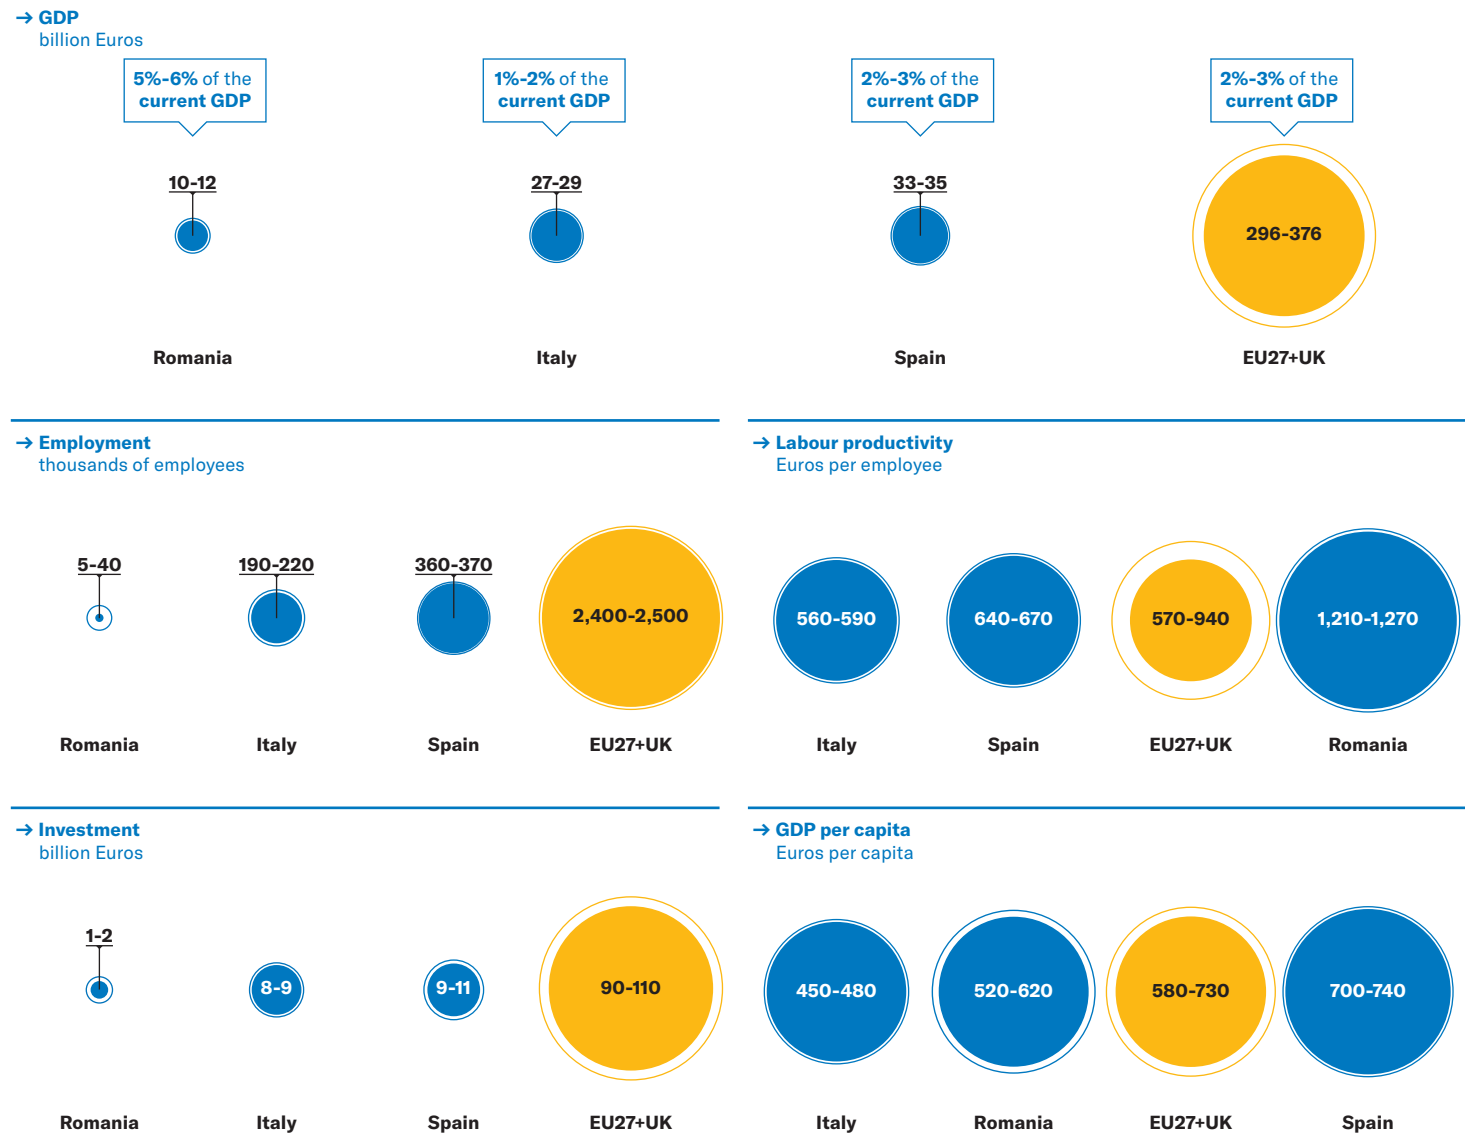 → GDP
billion Euros
5%-6% of the
current GDP
1%-2% of the
current GDP
2%-3% of the
current GDP
2%-3% of the
current GDP
10-12
27-29
33-35
296-376
Romania
Italy
Spain
EU27+UK
→ Employment
thousands of employees
5-40
190-220
360-370
2,400-2,500
Romania
Italy
Spain
EU27+UK
→ Labour productivity
Euros per employee
560-590
640-670
570-940
1,210-1,270
Italy
Spain
EU27+UK
Romania
→ Investment
billion Euros
1-2
8-9
9-11
90-110
Romania
Italy
Spain
EU27+UK
→ GDP per capita
Euros per capita
450-480
520-620
580-730
700-740
Italy
Romania
EU27+UK
Spain